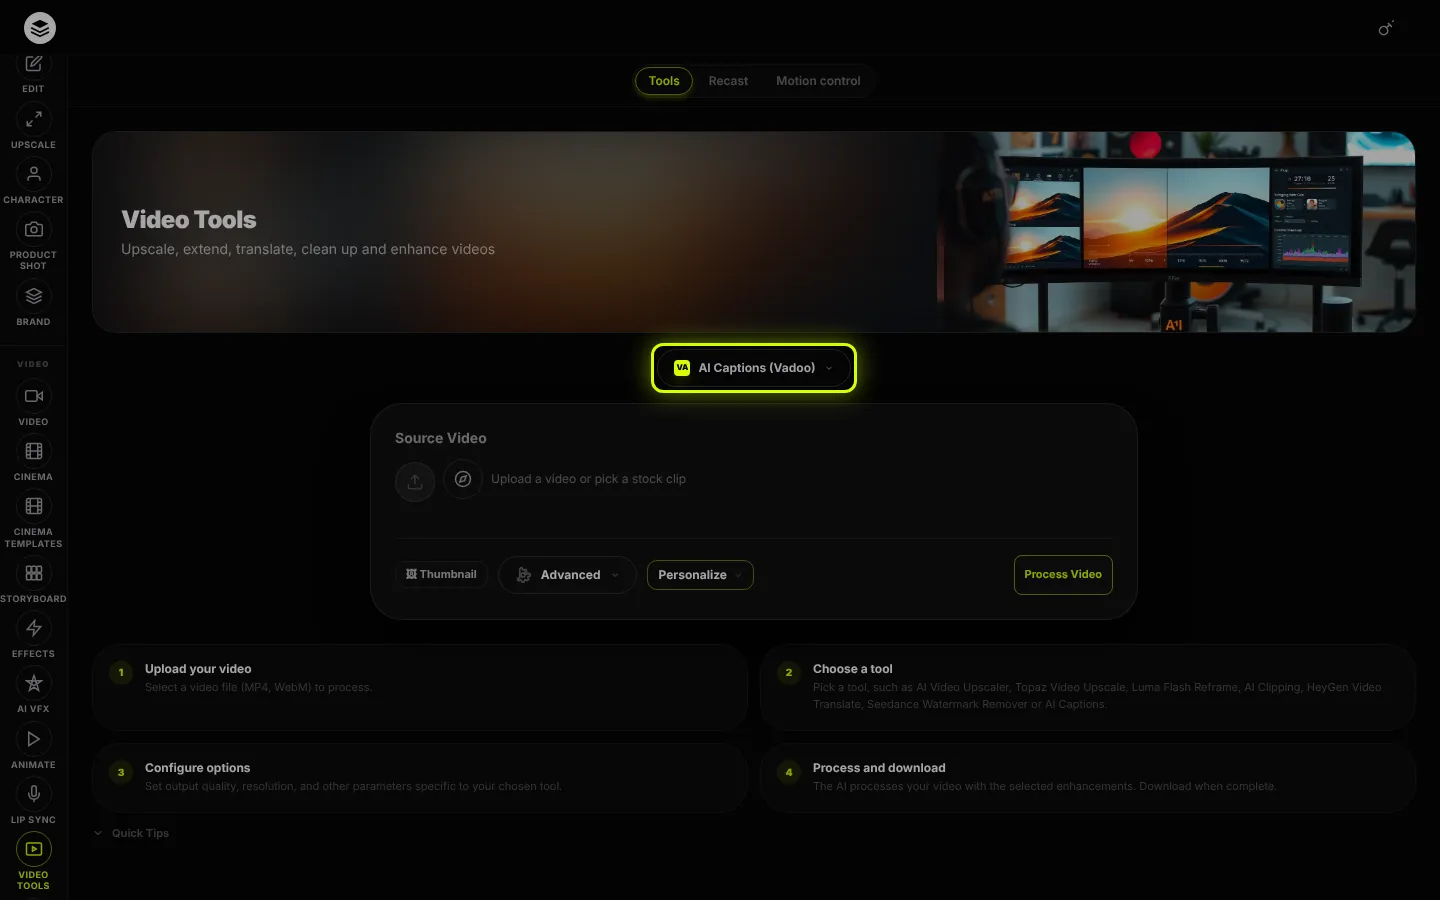 Tools
Recast
Motion control
EDIT
UPSCALE
CHARACTER
PRODUCT
SHOT
BRAND
VIDEO
VIDEO
CINEMA
CINEMA
TEMPLATES
STORYBOARD
EFFECTS
AI VFX
ANIMATE
LIP SYNC
VIDEO
TOOLS
Video Tools
Upscale, extend, translate, clean up and enhance videos
27:16
25
VA AI Captions (Vadoo)
Source Video
Upload a video or pick a stock clip
Thumbnail
Advanced
Personalize
Process Video
1 Upload your video
Select a video file (MP4, WebM) to process.
2 Choose a tool
Pick a tool, such as AI Video Upscaler, Topaz Video Upscale, Luma Flash Reframe, AI Clipping, HeyGen Video
Translate, Seedance Watermark Remover or AI Captions.
3 Configure options
Set output quality, resolution, and other parameters specific to your chosen tool.
4 Process and download
The AI processes your video with the selected enhancements. Download when complete.
Quick Tips